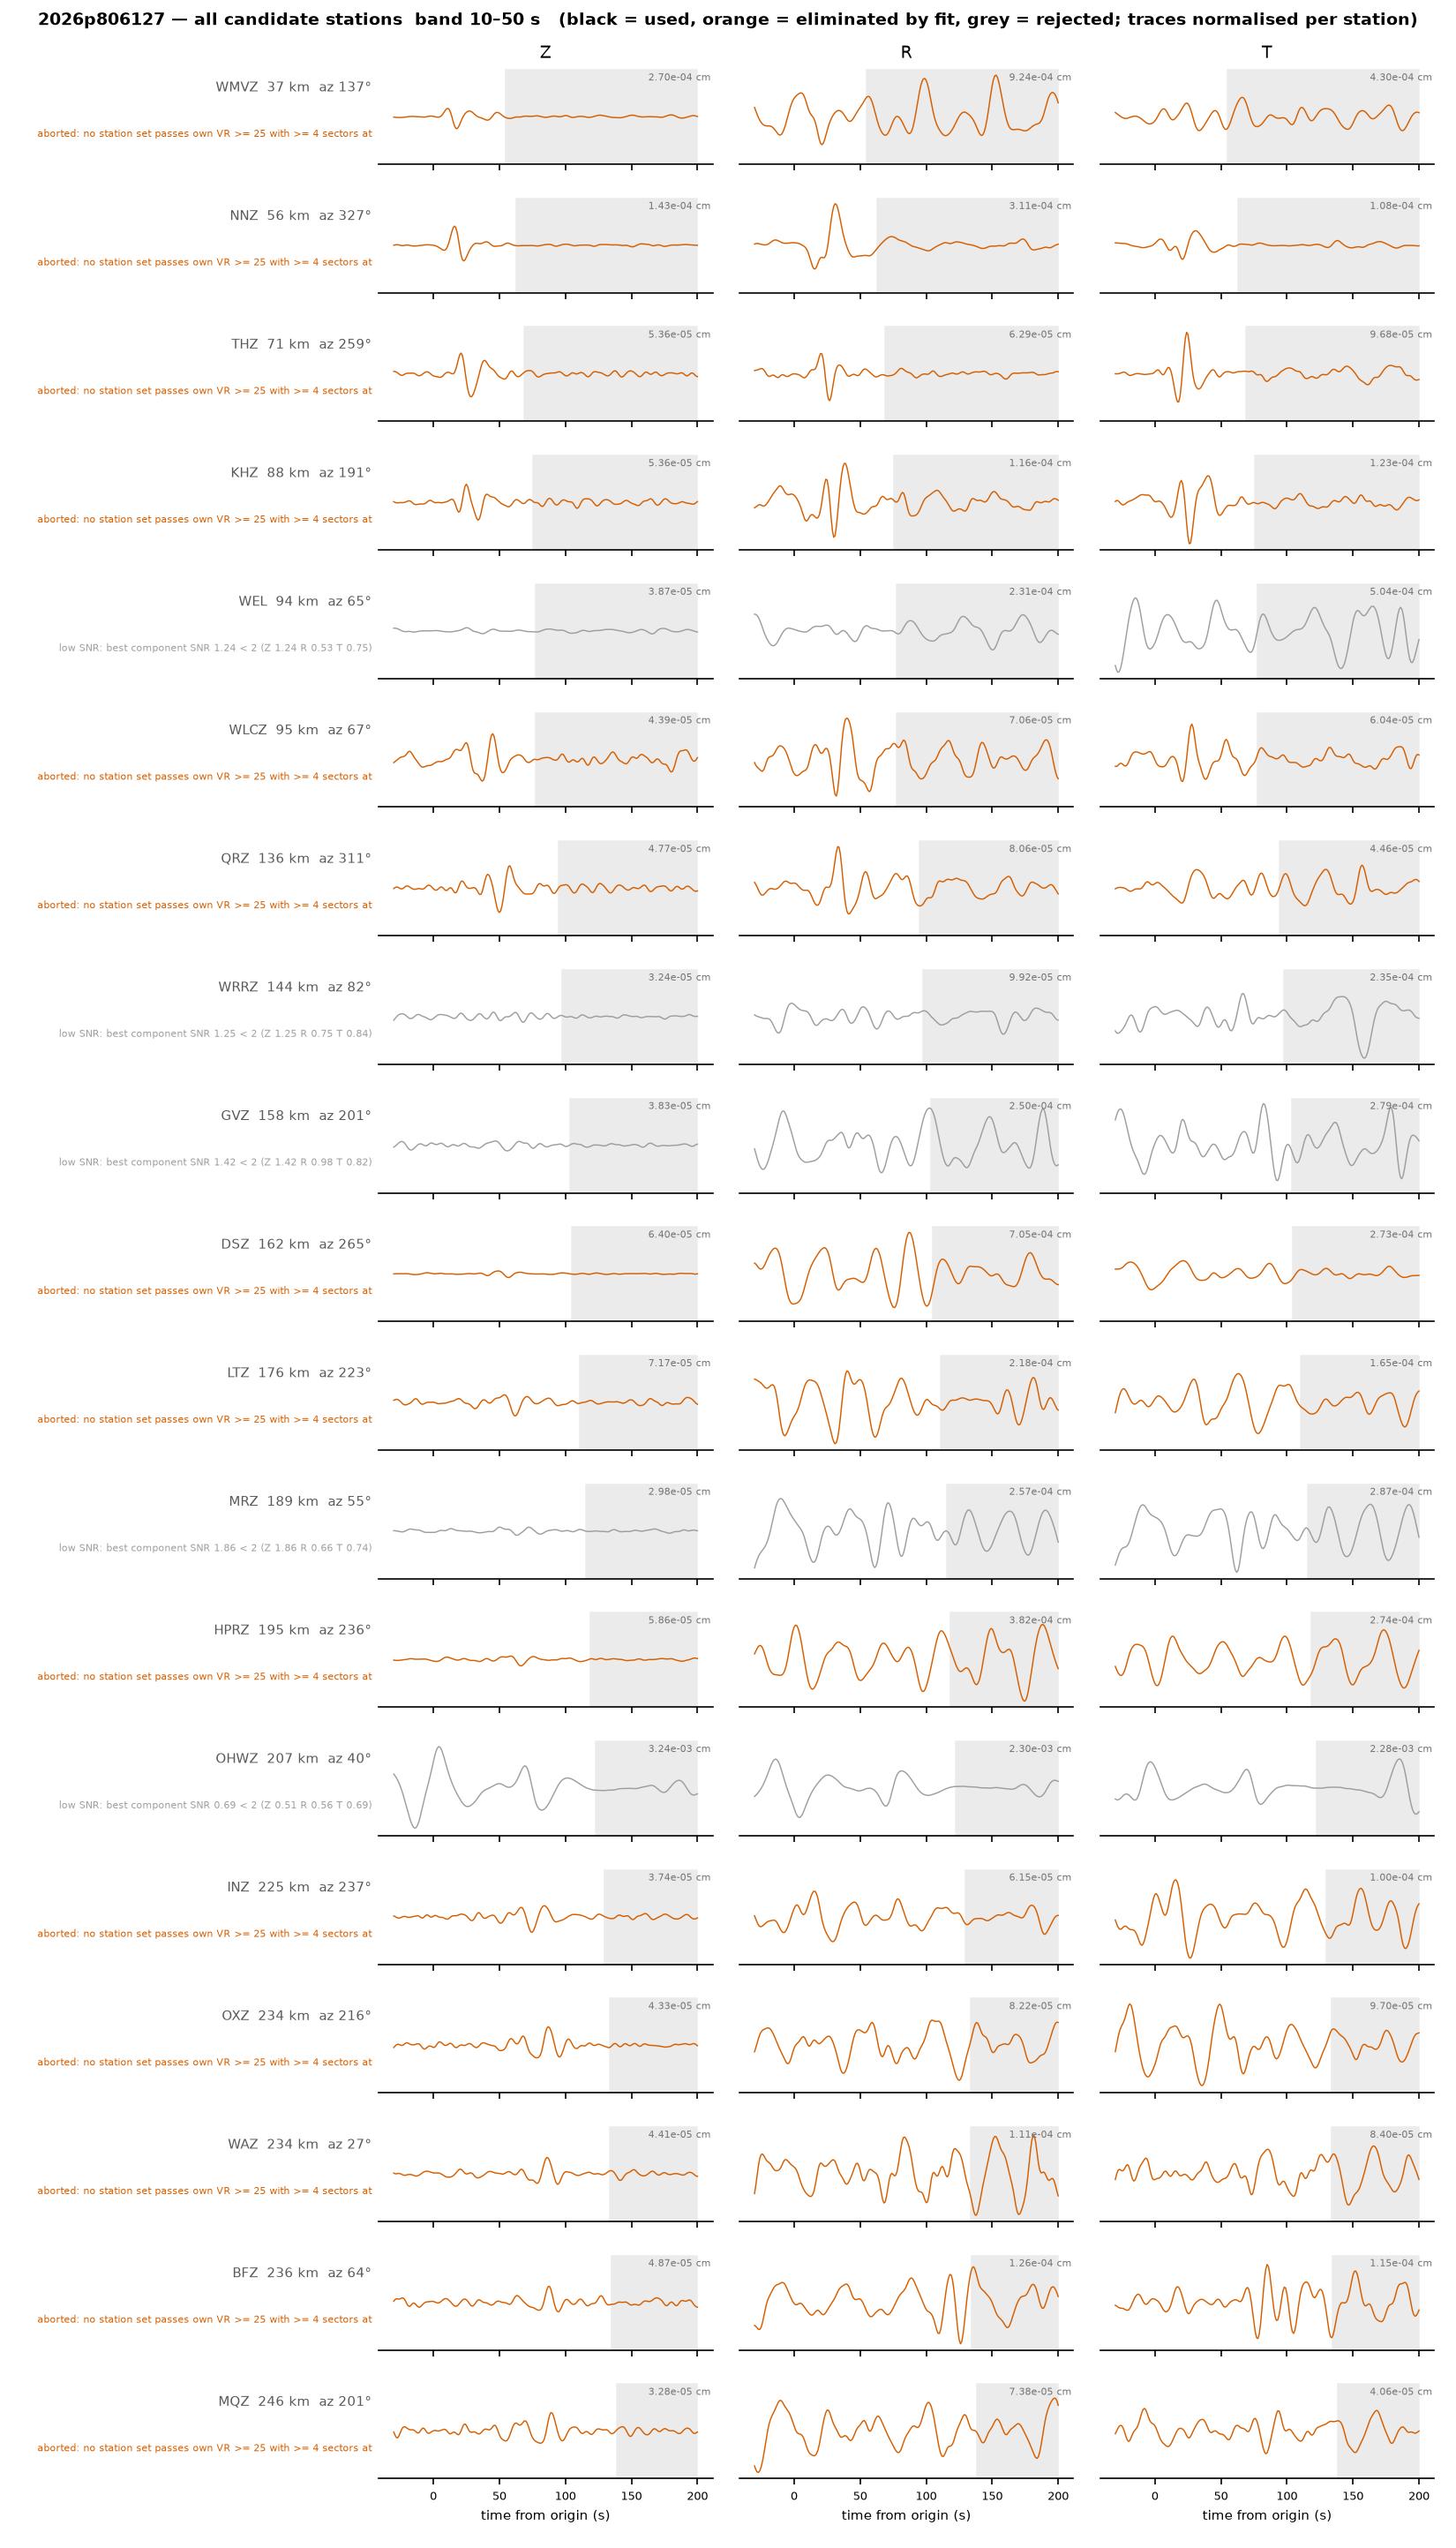 2026p806127 — all candidate stations  band 10–50 s   (black = used, orange = eliminated by fit, grey = rejected; traces normalised per station)
Z R T
WMVZ  37 km  az 137°
aborted: no station set passes own VR >= 25 with >= 4 sectors at
2.70e-04 cm 9.24e-04 cm 4.30e-04 cm
NNZ  56 km  az 327°
aborted: no station set passes own VR >= 25 with >= 4 sectors at
1.43e-04 cm 3.11e-04 cm 1.08e-04 cm
THZ  71 km  az 259°
aborted: no station set passes own VR >= 25 with >= 4 sectors at
5.36e-05 cm 6.29e-05 cm 9.68e-05 cm
KHZ  88 km  az 191°
aborted: no station set passes own VR >= 25 with >= 4 sectors at
5.36e-05 cm 1.16e-04 cm 1.23e-04 cm
WEL  94 km  az 65°
low SNR: best component SNR 1.24 < 2 (Z 1.24 R 0.53 T 0.75)
3.87e-05 cm 2.31e-04 cm 5.04e-04 cm
WLCZ  95 km  az 67°
aborted: no station set passes own VR >= 25 with >= 4 sectors at
4.39e-05 cm 7.06e-05 cm 6.04e-05 cm
QRZ  136 km  az 311°
aborted: no station set passes own VR >= 25 with >= 4 sectors at
4.77e-05 cm 8.06e-05 cm 4.46e-05 cm
WRRZ  144 km  az 82°
low SNR: best component SNR 1.25 < 2 (Z 1.25 R 0.75 T 0.84)
3.24e-05 cm 9.92e-05 cm 2.35e-04 cm
GVZ  158 km  az 201°
low SNR: best component SNR 1.42 < 2 (Z 1.42 R 0.98 T 0.82)
3.83e-05 cm 2.50e-04 cm 2.79e-04 cm
DSZ  162 km  az 265°
aborted: no station set passes own VR >= 25 with >= 4 sectors at
6.40e-05 cm 7.05e-04 cm 2.73e-04 cm
LTZ  176 km  az 223°
aborted: no station set passes own VR >= 25 with >= 4 sectors at
7.17e-05 cm 2.18e-04 cm 1.65e-04 cm
MRZ  189 km  az 55°
low SNR: best component SNR 1.86 < 2 (Z 1.86 R 0.66 T 0.74)
2.98e-05 cm 2.57e-04 cm 2.87e-04 cm
HPRZ  195 km  az 236°
aborted: no station set passes own VR >= 25 with >= 4 sectors at
5.86e-05 cm 3.82e-04 cm 2.74e-04 cm
OHWZ  207 km  az 40°
low SNR: best component SNR 0.69 < 2 (Z 0.51 R 0.56 T 0.69)
3.24e-03 cm 2.30e-03 cm 2.28e-03 cm
INZ  225 km  az 237°
aborted: no station set passes own VR >= 25 with >= 4 sectors at
3.74e-05 cm 6.15e-05 cm 1.00e-04 cm
OXZ  234 km  az 216°
aborted: no station set passes own VR >= 25 with >= 4 sectors at
4.33e-05 cm 8.22e-05 cm 9.70e-05 cm
WAZ  234 km  az 27°
aborted: no station set passes own VR >= 25 with >= 4 sectors at
4.41e-05 cm 1.11e-04 cm 8.40e-05 cm
BFZ  236 km  az 64°
aborted: no station set passes own VR >= 25 with >= 4 sectors at
4.87e-05 cm 1.26e-04 cm 1.15e-04 cm
MQZ  246 km  az 201°
aborted: no station set passes own VR >= 25 with >= 4 sectors at
3.28e-05 cm 7.38e-05 cm 4.06e-05 cm
0 50 100 150 200 0 50 100 150 200 0 50 100 150 200
time from origin (s) time from origin (s) time from origin (s)